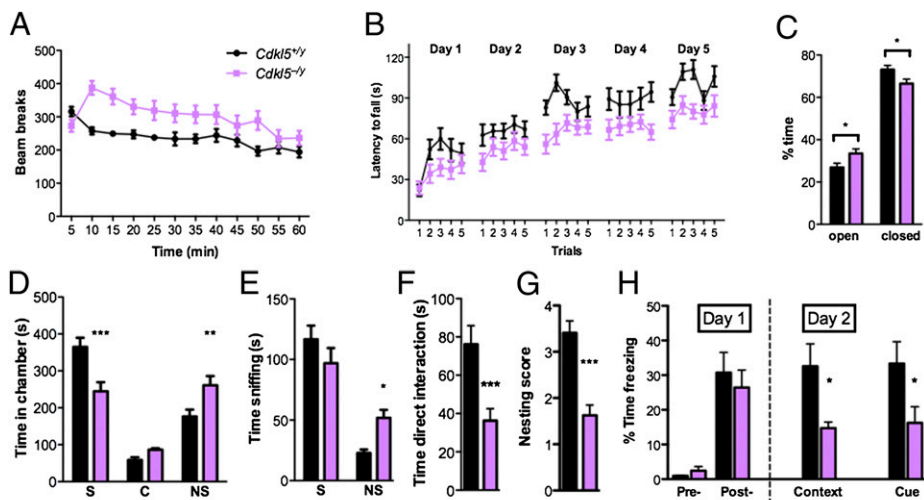 A
Cdkl5+/y
Cdkl5−/y
Beam breaks
500
400
300
200
100
0
5 10 15 20 25 30 35 40 45 50 55 60
Time (min)
B
Day 1 Day 2 Day 3 Day 4 Day 5
Latency to fall (s)
120
90
60
30
0
1 2 3 4 5 1 2 3 4 5 1 2 3 4 5 1 2 3 4 5 1 2 3 4 5
Trials
C
% time
80
60
40
20
0
* *
open closed
D
Time in chamber (s)
500
400
300
200
100
0
*** **
S C NS
E
Time sniffing (s)
150
100
50
0
*
S NS
F
Time direct interaction (s)
100
80
60
40
20
0
***
G
Nesting score
4
3
2
1
0
***
H
Day 1 Day 2
% Time freezing
50
40
30
20
10
0
* *
Pre- Post- Context Cue